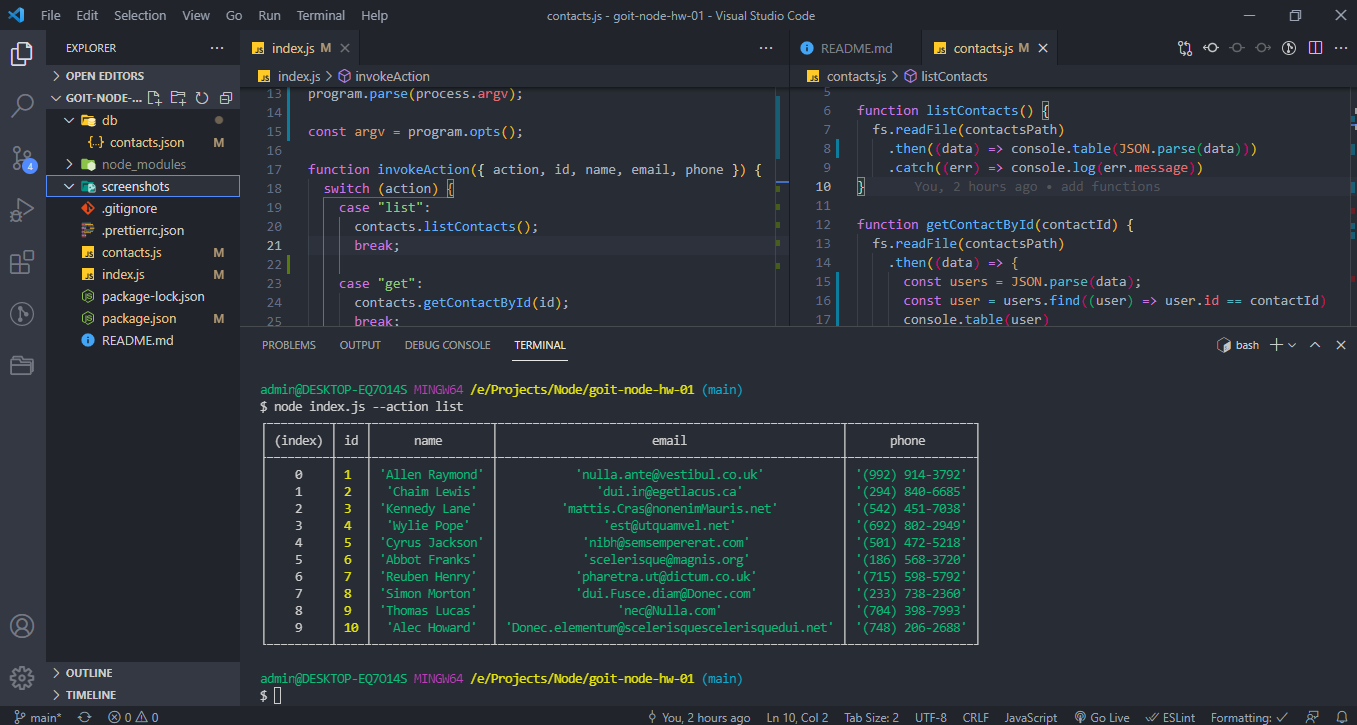 File Edit Selection View Go Run Terminal Help contacts.js - goit-node-hw-01 - Visual Studio Code
EXPLORER
OPEN EDITORS
GOIT-NODE-...
db
contacts.json M
node_modules
screenshots
.gitignore
.prettierrc.json
contacts.js M
index.js M
package-lock.json
package.json M
README.md
OUTLINE
TIMELINE
4
index.js M
index.js > invokeAction
13 program.parse(process.argv);
14
15 const argv = program.opts();
16
17 function invokeAction({ action, id, name, email, phone }) {
18 switch (action) {
19 case "list":
20 contacts.listContacts();
21 break;
22
23 case "get":
24 contacts.getContactById(id);
25 break;
README.md
contacts.js M
contacts.js > listContacts
5
6 function listContacts() {
7 fs.readFile(contactsPath)
8 .then((data) => console.table(JSON.parse(data)))
9 .catch((err) => console.log(err.message))
10 } You, 2 hours ago • add functions
11
12 function getContactById(contactId) {
13 fs.readFile(contactsPath)
14 .then((data) => {
15 const users = JSON.parse(data);
16 const user = users.find((user) => user.id == contactId)
17 console.table(user)
PROBLEMS OUTPUT DEBUG CONSOLE TERMINAL bash
admin@DESKTOP-EQ7O14S MINGW64 /e/Projects/Node/goit-node-hw-01 (main)
$ node index.js --action list
(index) id name email phone
0 1 'Allen Raymond' 'nulla.ante@vestibul.co.uk' '(992) 914-3792'
1 2 'Chaim Lewis' 'dui.in@egetlacus.ca' '(294) 840-6685'
2 3 'Kennedy Lane' 'mattis.Cras@nonenimMauris.net' '(542) 451-7038'
3 4 'Wylie Pope' 'est@utquamvel.net' '(692) 802-2949'
4 5 'Cyrus Jackson' 'nibh@semsempererat.com' '(501) 472-5218'
5 6 'Abbot Franks' 'scelerisque@magnis.org' '(186) 568-3720'
6 7 'Reuben Henry' 'pharetra.ut@dictum.co.uk' '(715) 598-5792'
7 8 'Simon Morton' 'dui.Fusce.diam@Donec.com' '(233) 738-2360'
8 9 'Thomas Lucas' 'nec@Nulla.com' '(704) 398-7993'
9 10 'Alec Howard' 'Donec.elementum@scelerisquescelerisquedui.net' '(748) 206-2688'
admin@DESKTOP-EQ7O14S MINGW64 /e/Projects/Node/goit-node-hw-01 (main)
$
main* 0 0 You, 2 hours ago Ln 10, Col 2 Tab Size: 2 UTF-8 CRLF JavaScript Go Live ESLint Formatting: